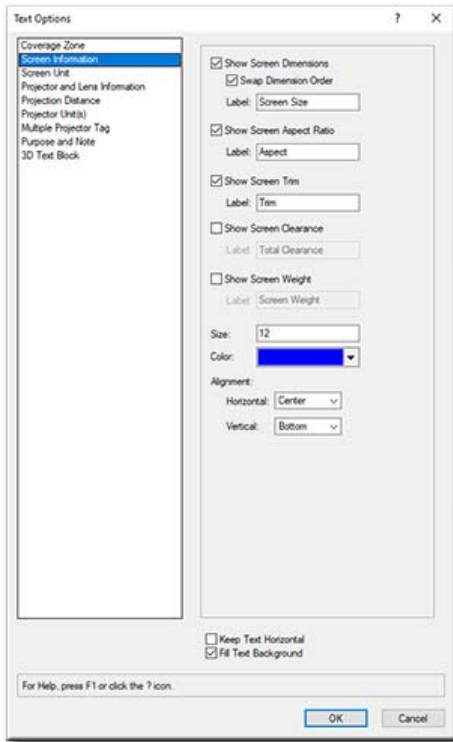 Text Options ? ×
Coverage Zone
Screen Information
Screen Unit
Projector and Lens Information
Projection Distance
Projector Unit(s)
Multiple Projector Tag
Purpose and Note
3D Text Block
Show Screen Dimensions
Swap Dimension Order
Label: Screen Size
Show Screen Aspect Ratio
Label: Aspect
Show Screen Trim
Label: Trim
Show Screen Clearance
Label: Total Clearance
Show Screen Weight
Label: Screen Weight
Size: 12
Color:
Alignment:
Horizontal: Center
Vertical: Bottom
Keep Text Horizontal
Fill Text Background
For Help, press F1 or click the ? icon.
OK Cancel